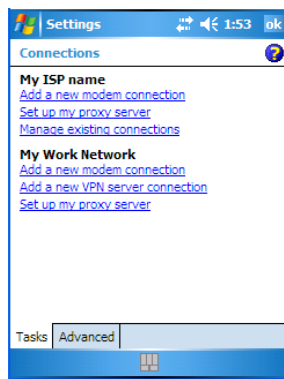 Settings 1:53 ok
Connections
My ISP name
Add a new modem connection
Set up my proxy server
Manage existing connections
My Work Network
Add a new modem connection
Add a new VPN server connection
Set up my proxy server
Tasks Advanced